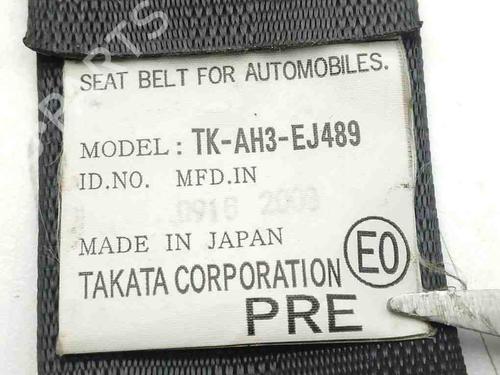 SEAT BELT FOR AUTOMOBILES.
MODEL: TK-AH3-EJ489
ID.NO. MFD.IN
0916 2003
MADE IN JAPAN
TAKATA CORPORATION E0
PRE